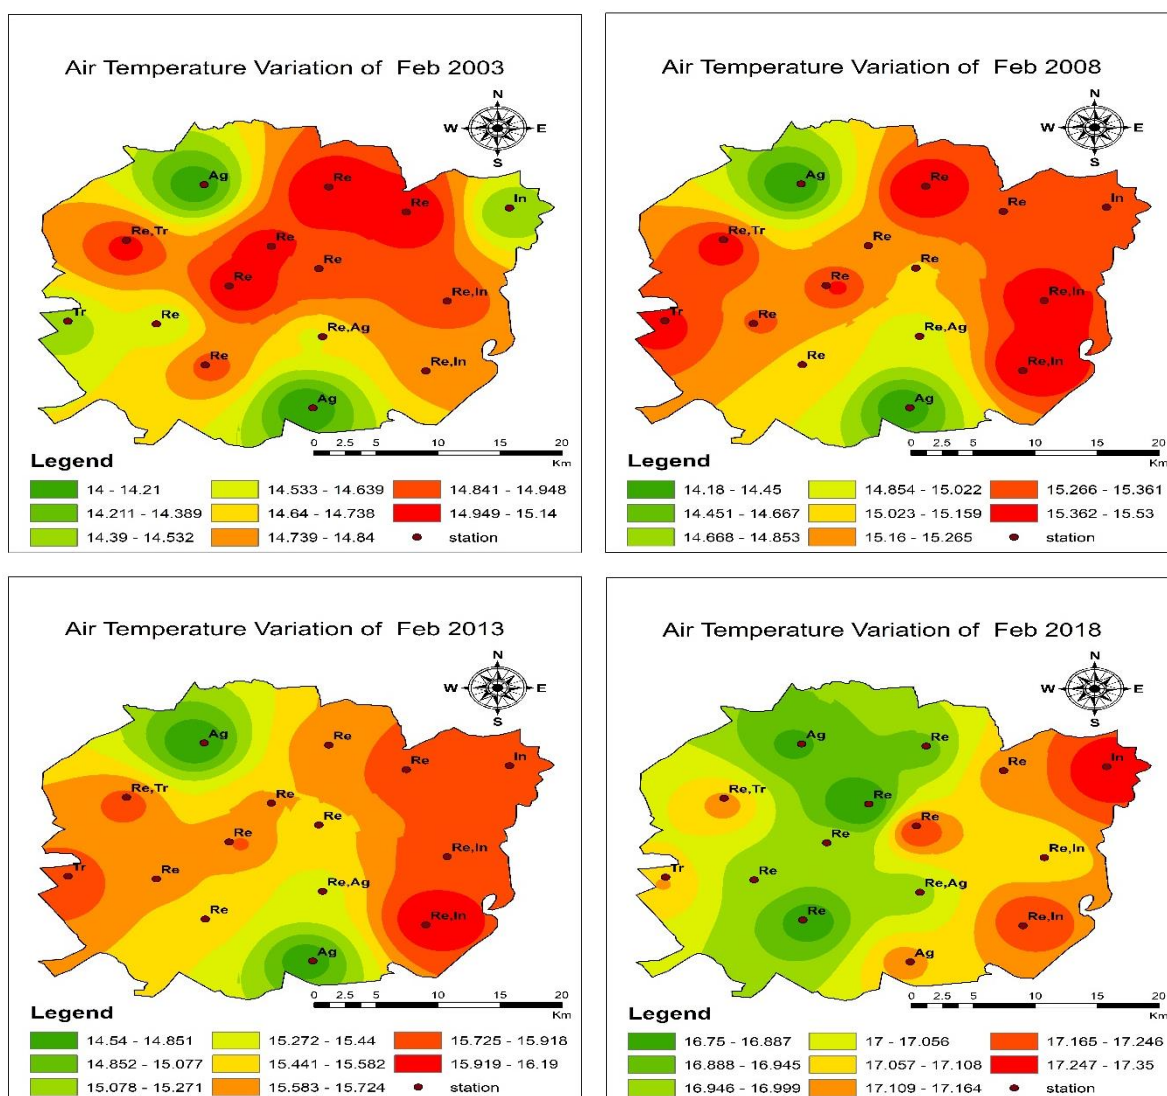 Air Temperature Variation of Feb 2003
N
W E
S
Ag
Re
Re
In
Re,Tr
Re
Re
Re
Re,In
Tr
Re
Re,Ag
Re
Re,In
Ag
0 2.5 5 10 15 20
Km
Legend
14 - 14.21 14.533 - 14.639 14.841 - 14.948
14.211 - 14.389 14.64 - 14.738 14.949 - 15.14
14.39 - 14.532 14.739 - 14.84 station
Air Temperature Variation of Feb 2008
N
W E
S
Ag
Re
Re
In
Re,Tr
Re
Re
Re
Re,In
Tr
Re
Re,Ag
Re
Re,In
Ag
0 2.5 5 10 15 20
Km
Legend
14.18 - 14.45 14.854 - 15.022 15.266 - 15.361
14.451 - 14.667 15.023 - 15.159 15.362 - 15.53
14.668 - 14.853 15.16 - 15.265 station
Air Temperature Variation of Feb 2013
N
W E
S
Ag
Re
Re
In
Re,Tr
Re
Re
Re
Re,In
Tr
Re
Re,Ag
Re
Re,In
Ag
0 2.5 5 10 15 20
Km
Legend
14.54 - 14.851 15.272 - 15.44 15.725 - 15.918
14.852 - 15.077 15.441 - 15.582 15.919 - 16.19
15.078 - 15.271 15.583 - 15.724 station
Air Temperature Variation of Feb 2018
N
W E
S
Ag
Re
Re
In
Re,Tr
Re
Re
Re
Re,In
Tr
Re
Re,Ag
Re
Re,In
Ag
0 2.5 5 10 15 20
Km
Legend
16.75 - 16.887 17 - 17.056 17.165 - 17.246
16.888 - 16.945 17.057 - 17.108 17.247 - 17.35
16.946 - 16.999 17.109 - 17.164 station